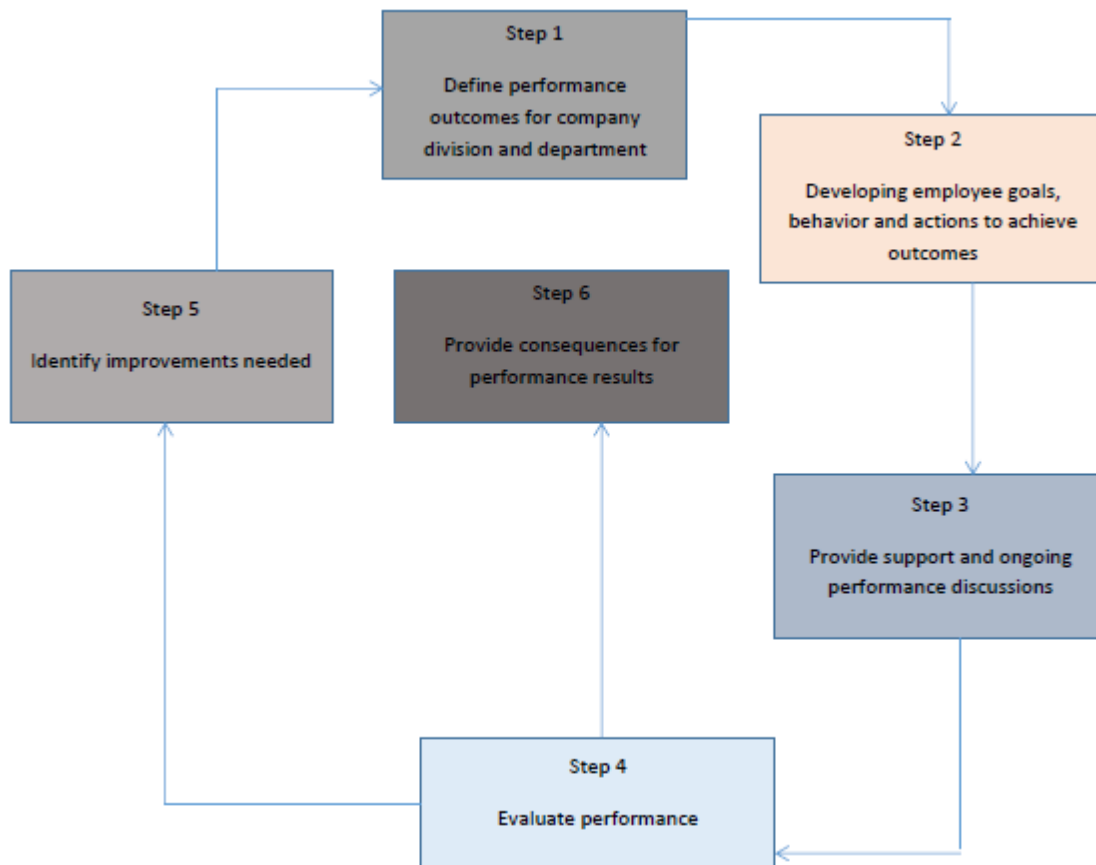 Step 1
Define performance
outcomes for company
division and department
Step 2
Developing employee goals,
behavior and actions to achieve
outcomes
Step 5
Identify improvements needed
Step 6
Provide consequences for
performance results
Step 3
Provide support and ongoing
performance discussions
Step 4
Evaluate performance